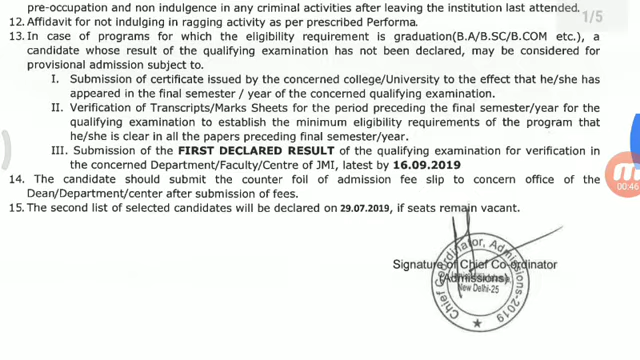 pre-occupation and non indulgence in any criminal activities after leaving the institution last attended.
12. Affidavit for not indulging in ragging activity as per prescribed Performa.
13. In case of programs for which the eligibility requirement is graduation(B.A/B.SC/B.COM etc.), a
candidate whose result of the qualifying examination has not been declared, may be considered for
provisional admission subject to:
I. Submission of certificate issued by the concerned college/University to the effect that he/she has
appeared in the final semester / year of the concerned qualifying examination.
II. Verification of Transcripts/Marks Sheets for the period preceding the final semester/year for the
qualifying examination to establish the minimum eligibility requirements of the program that
he/she is clear in all the papers preceding final semester/year.
III. Submission of the FIRST DECLARED RESULT of the qualifying examination for verification in
the concerned Department/Faculty/Centre of JMI, latest by 16.09.2019
14. The candidate should submit the counter foil of admission fee slip to concern office of the
Dean/Department/center after submission of fees.
15. The second list of selected candidates will be declared on 29.07.2019, if seats remain vacant.
Signature of Chief Co-ordinator
(Admissions)
Chief Coordinator, Admissions-2019
New Delhi-25
1/5
00:46